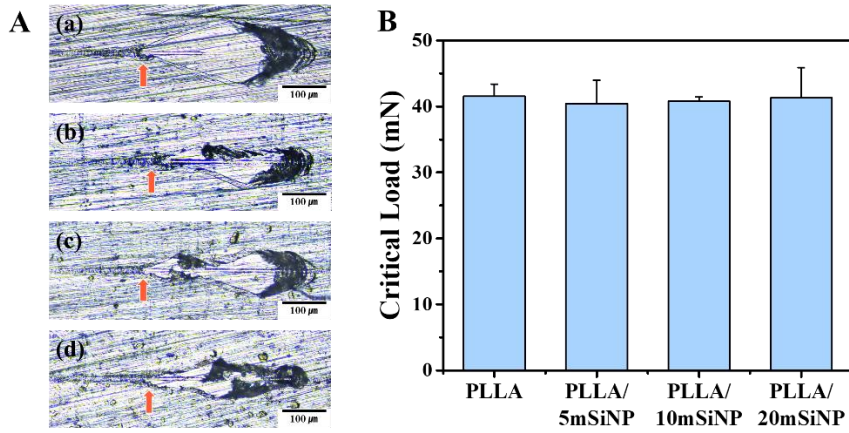 A
(a)
100 μm
(b)
100 μm
(c)
100 μm
(d)
100 μm
B
Critical Load (mN)
50
40
30
20
10
0
PLLA
PLLA/
5mSiNP
PLLA/
10mSiNP
PLLA/
20mSiNP